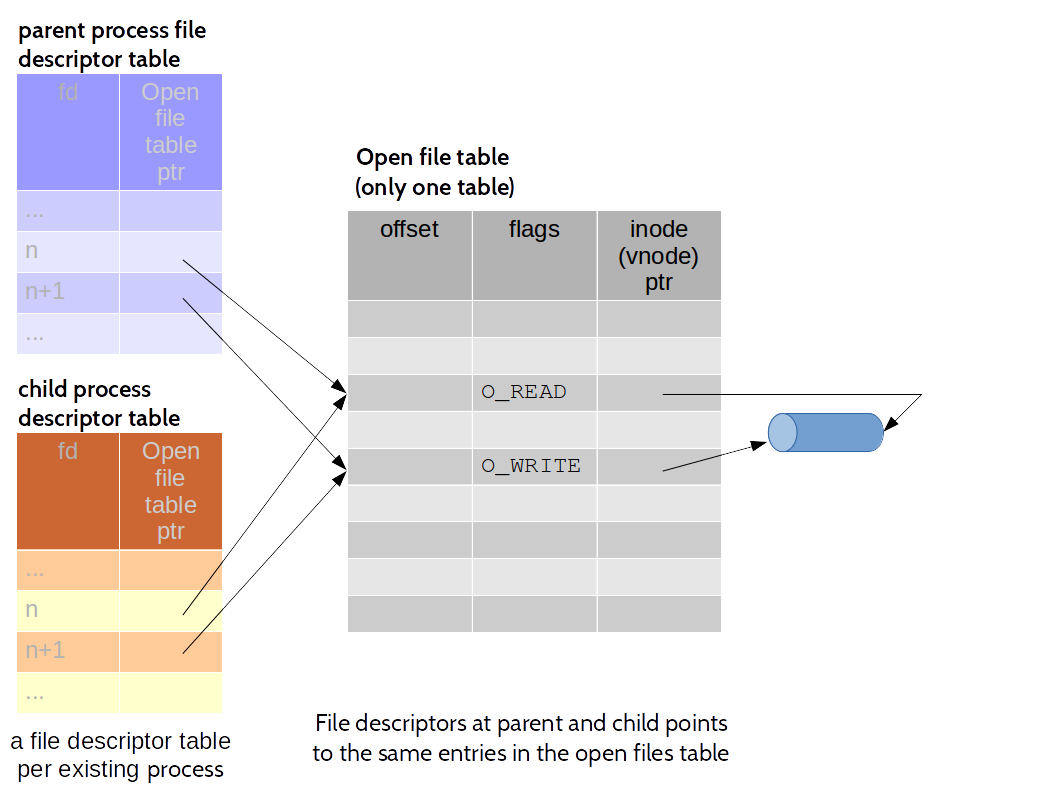 parent process file
descriptor table
fd
Open
file
table
ptr
...
n
n+1
...
child process
descriptor table
fd
Open
file
table
ptr
...
n
n+1
...
a file descriptor table
per existing process
Open file table
(only one table)
offset
flags
inode
(vnode)
ptr
O_READ
O_WRITE
File descriptors at parent and child points
to the same entries in the open files table